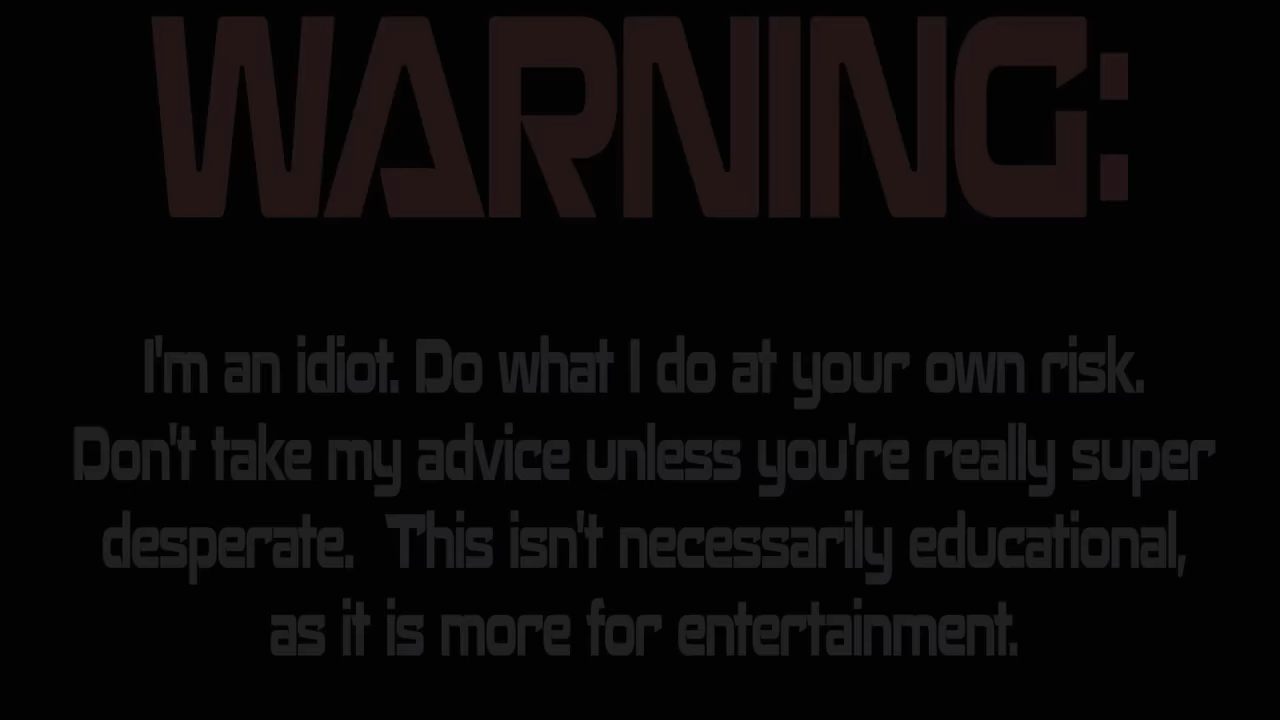 WARNING:
I'm an idiot. Do what I do at your own risk.
Don't take my advice unless you're really super
desperate.  This isn't necessarily educational,
as it is more for entertainment.